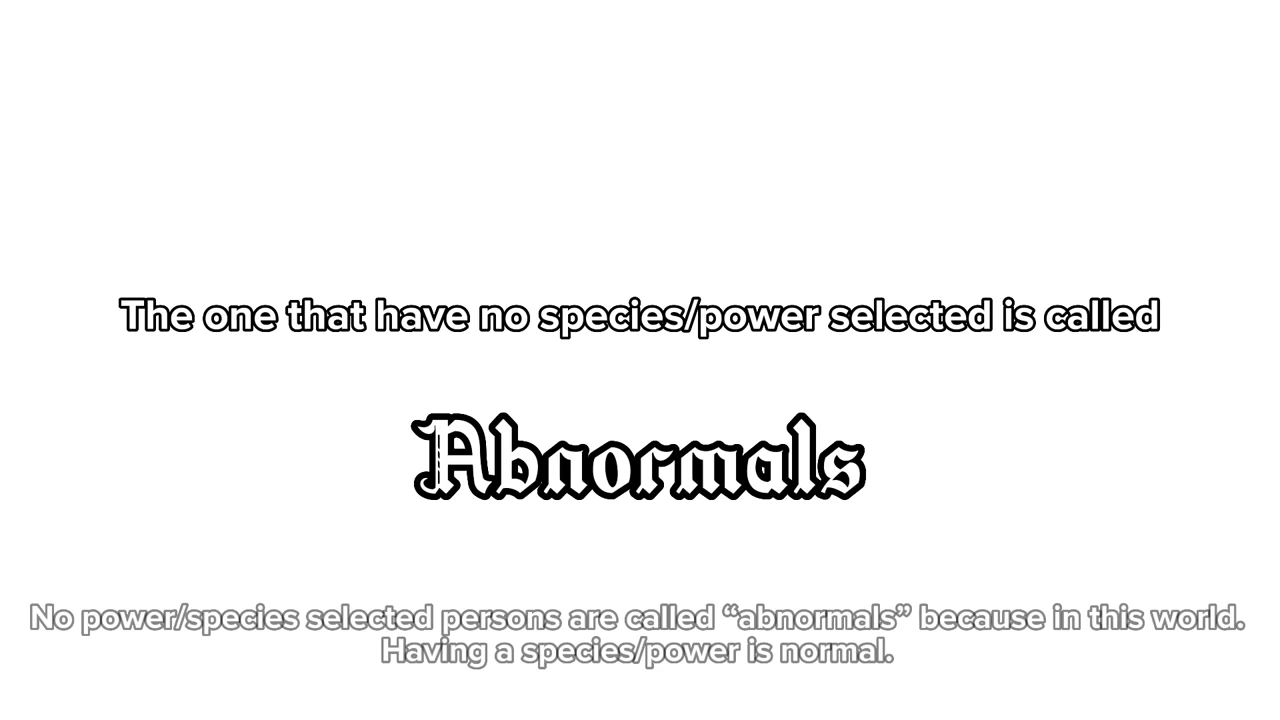 The one that have no species/power selected is called
Abnormals
No power/species selected persons are called “abnormals” because in this world.
Having a species/power is normal.